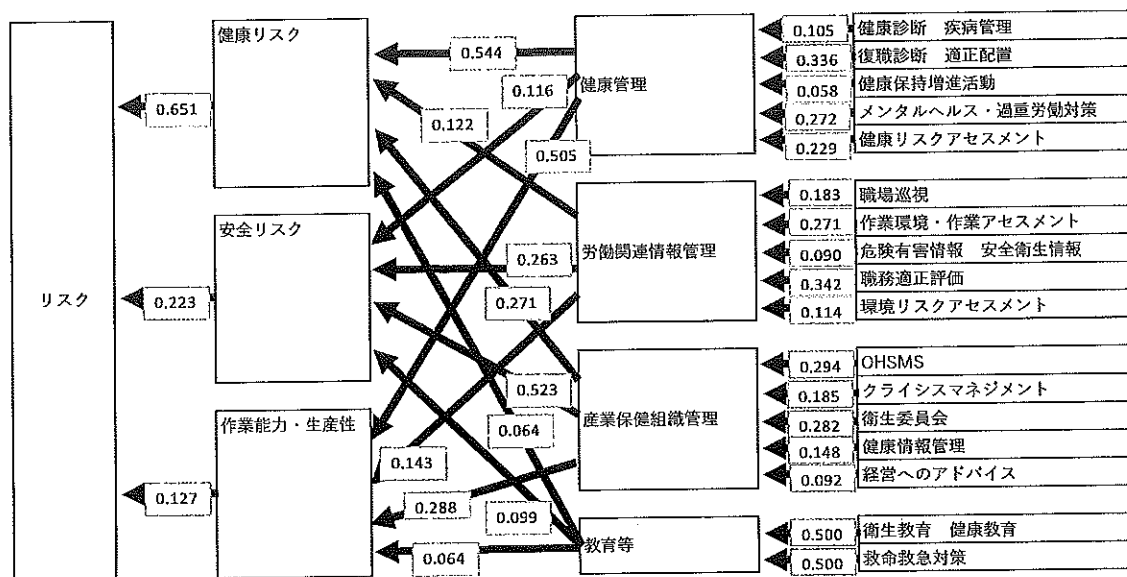 リスク
0.651
0.223
0.127
健康リスク
安全リスク
作業能力・生産性
0.544
0.116
0.122
0.505
0.263
0.271
0.523
0.064
0.143
0.288
0.099
0.064
健康管理
労働関連情報管理
産業保健組織管理
教育等
0.105 健康診断　疾病管理
0.336 復職診断　適正配置
0.058 健康保持増進活動
0.272 メンタルヘルス・過重労働対策
0.229 健康リスクアセスメント
0.183 職場巡視
0.271 作業環境・作業アセスメント
0.090 危険有害情報　安全衛生情報
0.342 職務適正評価
0.114 環境リスクアセスメント
0.294 OHSMS
0.185 クライシスマネジメント
0.282 衛生委員会
0.148 健康情報管理
0.092 経営へのアドバイス
0.500 衛生教育　健康教育
0.500 救命救急対策